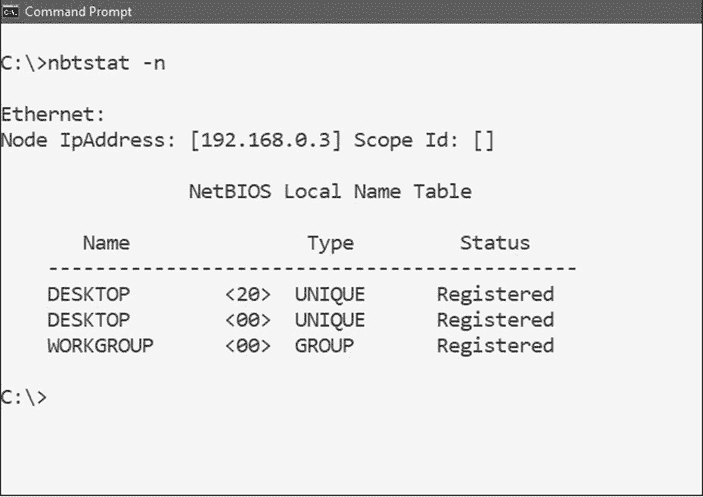 Command Prompt
C:\>nbtstat -n
Ethernet:
Node IpAddress: [192.168.0.3] Scope Id: []
NetBIOS Local Name Table
Name Type Status
---------------------------------------------
DESKTOP <20> UNIQUE Registered
DESKTOP <00> UNIQUE Registered
WORKGROUP <00> GROUP Registered
C:\>